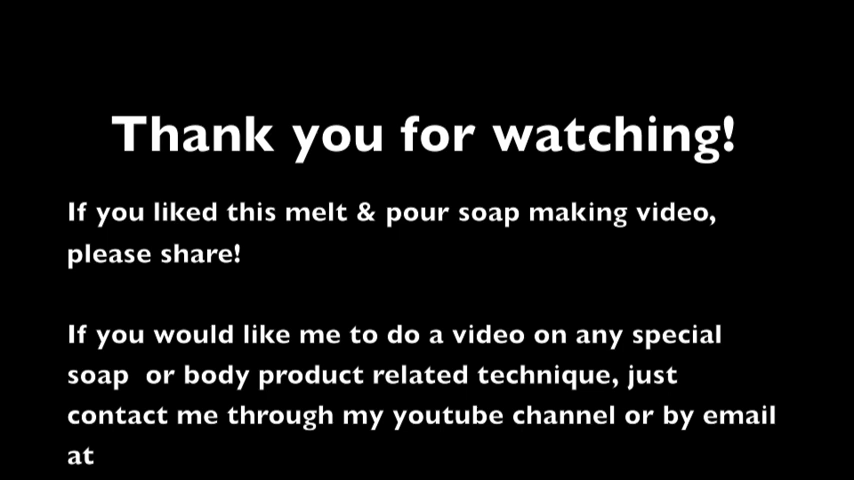 Thank you for watching!
If you liked this melt & pour soap making video,
please share!
If you would like me to do a video on any special
soap  or body product related technique, just
contact me through my youtube channel or by email
at